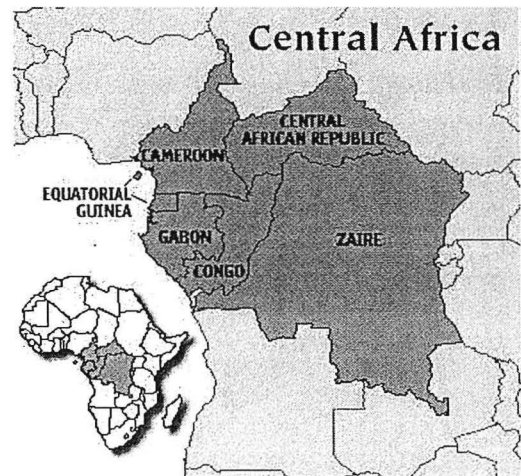 Central Africa
CENTRAL
AFRICAN REPUBLIC
CAMEROON
EQUATORIAL
GUINEA
GABON
ZAIRE
CONGO